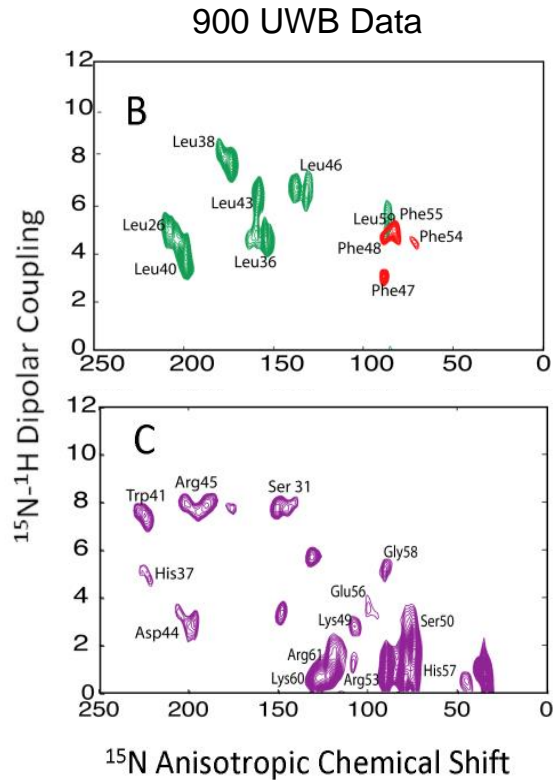 900 UWB Data
¹⁵N-¹H Dipolar Coupling
B
12
10
8
6
4
2
0
250
200
150
100
50
0
Leu38
Leu46
Leu43
Leu26
Leu59
Phe55
Phe48
Phe54
Leu40
Leu36
Phe47
C
12
10
8
6
4
2
0
250
200
150
100
50
0
Trp41
Arg45
Ser 31
His37
Gly58
Glu56
Asp44
Lys49
Ser50
Arg61
Lys60
Arg53
His57
¹⁵N Anisotropic Chemical Shift